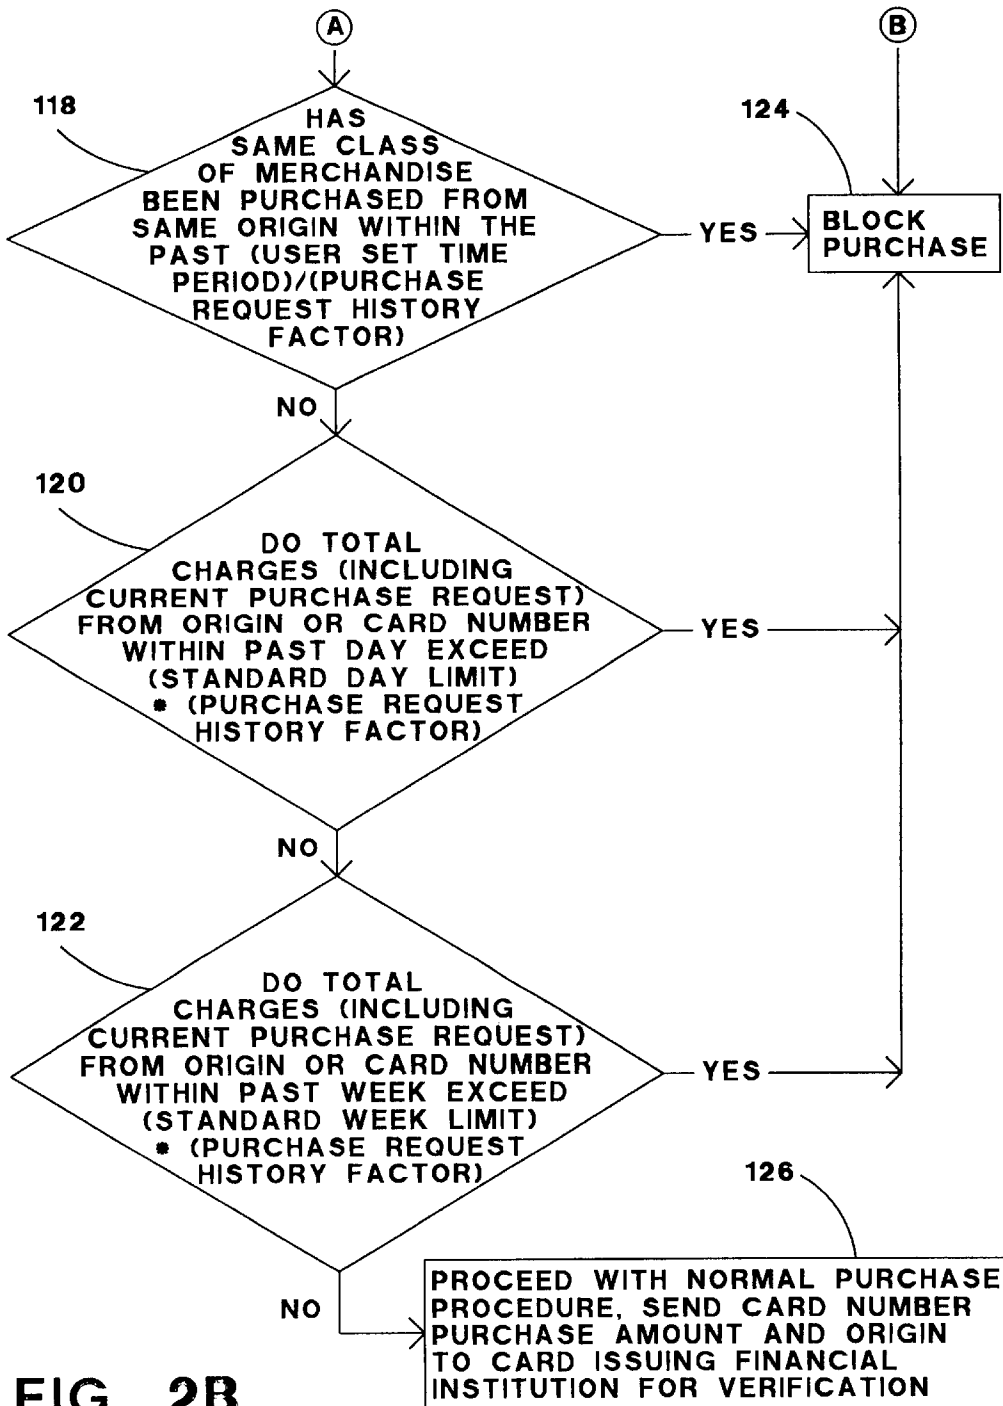 A
B
118
HAS
SAME CLASS
OF MERCHANDISE
BEEN PURCHASED FROM
SAME ORIGIN WITHIN THE
PAST (USER SET TIME
PERIOD)/(PURCHASE
REQUEST HISTORY
FACTOR)
YES
124
BLOCK
PURCHASE
NO
120
DO TOTAL
CHARGES (INCLUDING
CURRENT PURCHASE REQUEST)
FROM ORIGIN OR CARD NUMBER
WITHIN PAST DAY EXCEED
(STANDARD DAY LIMIT)
* (PURCHASE REQUEST
HISTORY FACTOR)
YES
NO
122
DO TOTAL
CHARGES (INCLUDING
CURRENT PURCHASE REQUEST)
FROM ORIGIN OR CARD NUMBER
WITHIN PAST WEEK EXCEED
(STANDARD WEEK LIMIT)
* (PURCHASE REQUEST
HISTORY FACTOR)
YES
NO
126
PROCEED WITH NORMAL PURCHASE
PROCEDURE, SEND CARD NUMBER
PURCHASE AMOUNT AND ORIGIN
TO CARD ISSUING FINANCIAL
INSTITUTION FOR VERIFICATION
FIG. 2B